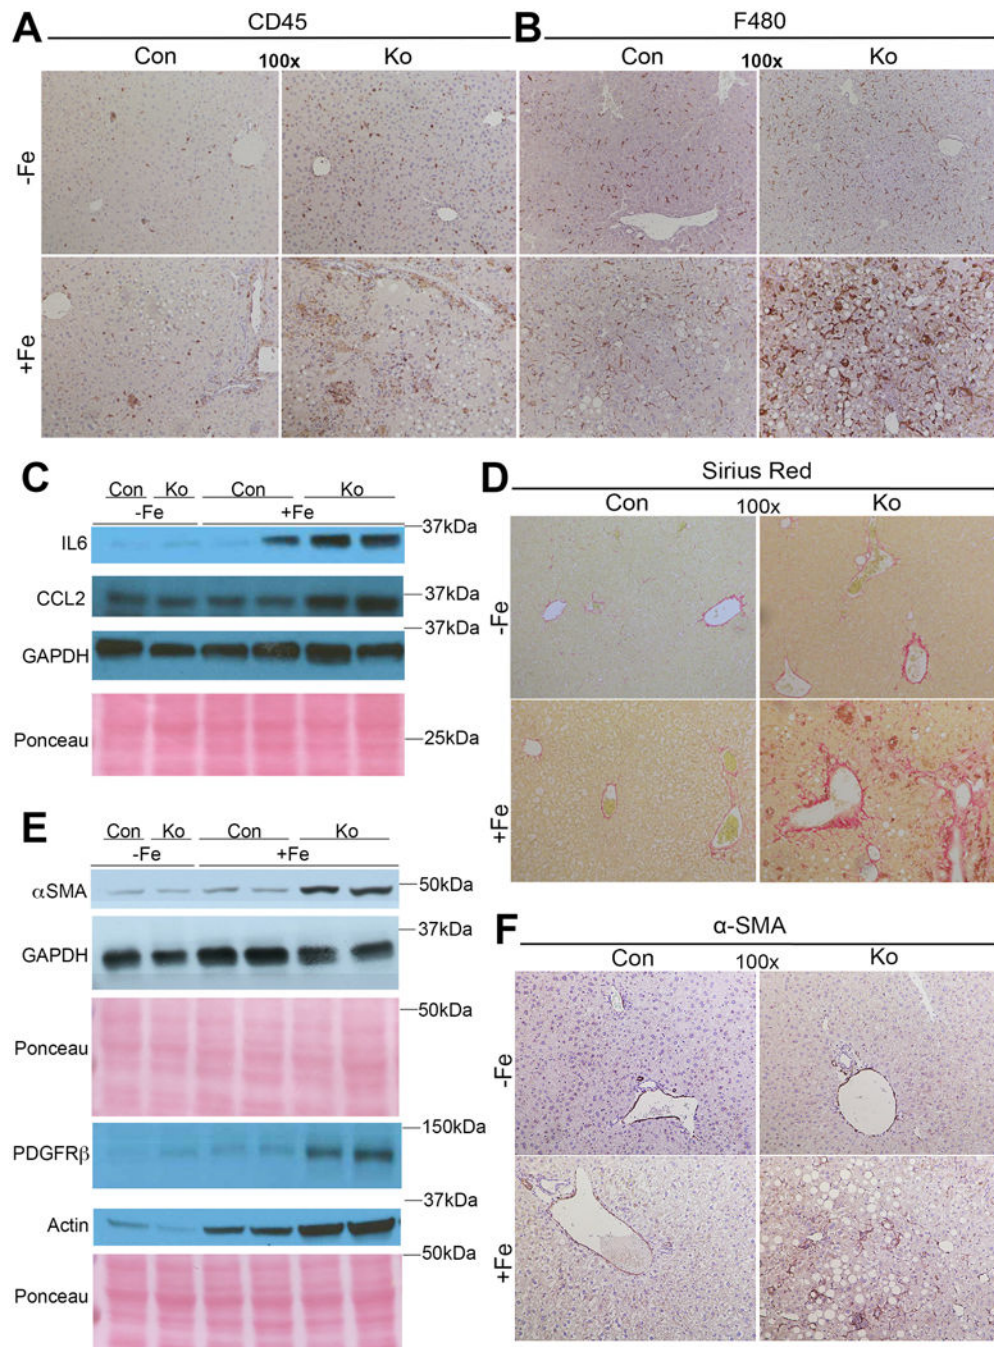 A CD45
Con 100x Ko
-Fe
+Fe
B F480
Con 100x Ko
C
Con Ko Con Ko
-Fe +Fe
IL6 37kDa
CCL2 37kDa
GAPDH 37kDa
Ponceau 25kDa
D Sirius Red
Con 100x Ko
-Fe
+Fe
E
Con Ko Con Ko
-Fe +Fe
αSMA 50kDa
GAPDH 37kDa
Ponceau 50kDa
PDGFRβ 150kDa
Actin 37kDa
Ponceau 50kDa
F α-SMA
Con 100x Ko
-Fe
+Fe